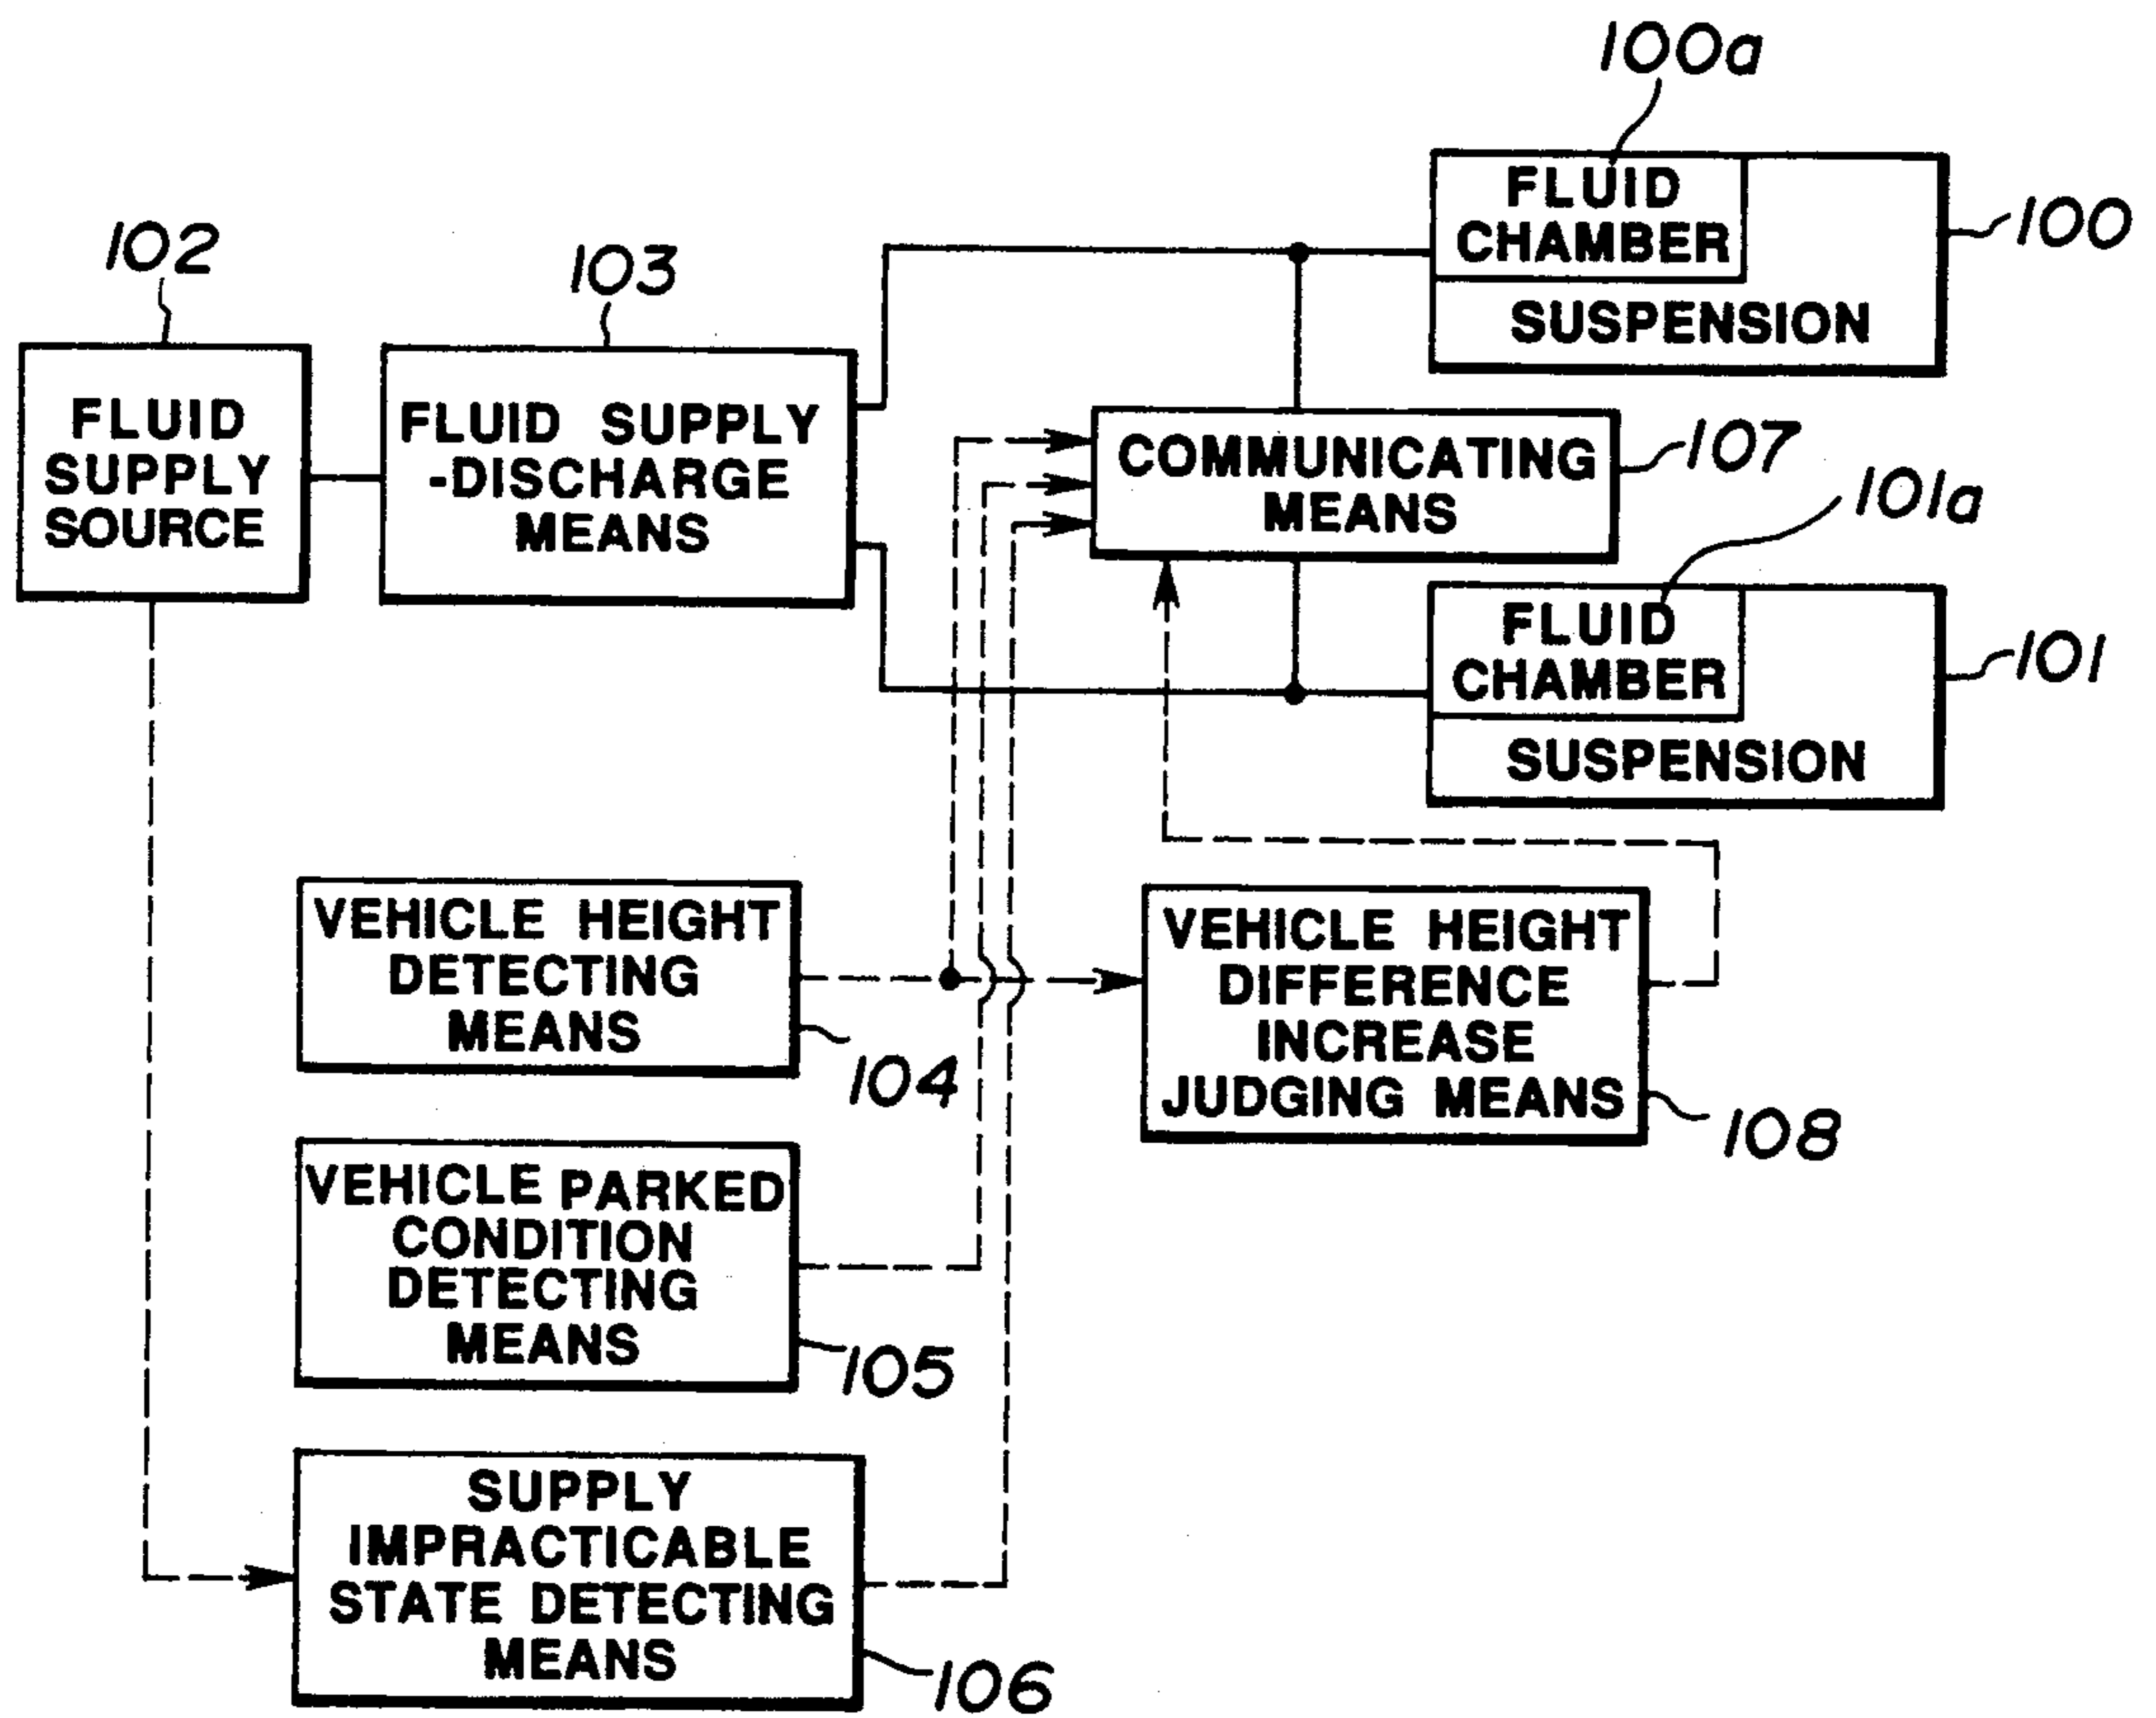 100a
FLUID
CHAMBER
SUSPENSION
100
102
FLUID
SUPPLY
SOURCE
103
FLUID SUPPLY
-DISCHARGE
MEANS
COMMUNICATING
MEANS
107
101a
FLUID
CHAMBER
SUSPENSION
101
VEHICLE HEIGHT
DETECTING
MEANS
104
VEHICLE HEIGHT
DIFFERENCE
INCREASE
JUDGING MEANS
108
VEHICLE PARKED
CONDITION
DETECTING
MEANS
105
SUPPLY
IMPRACTICABLE
STATE DETECTING
MEANS
106